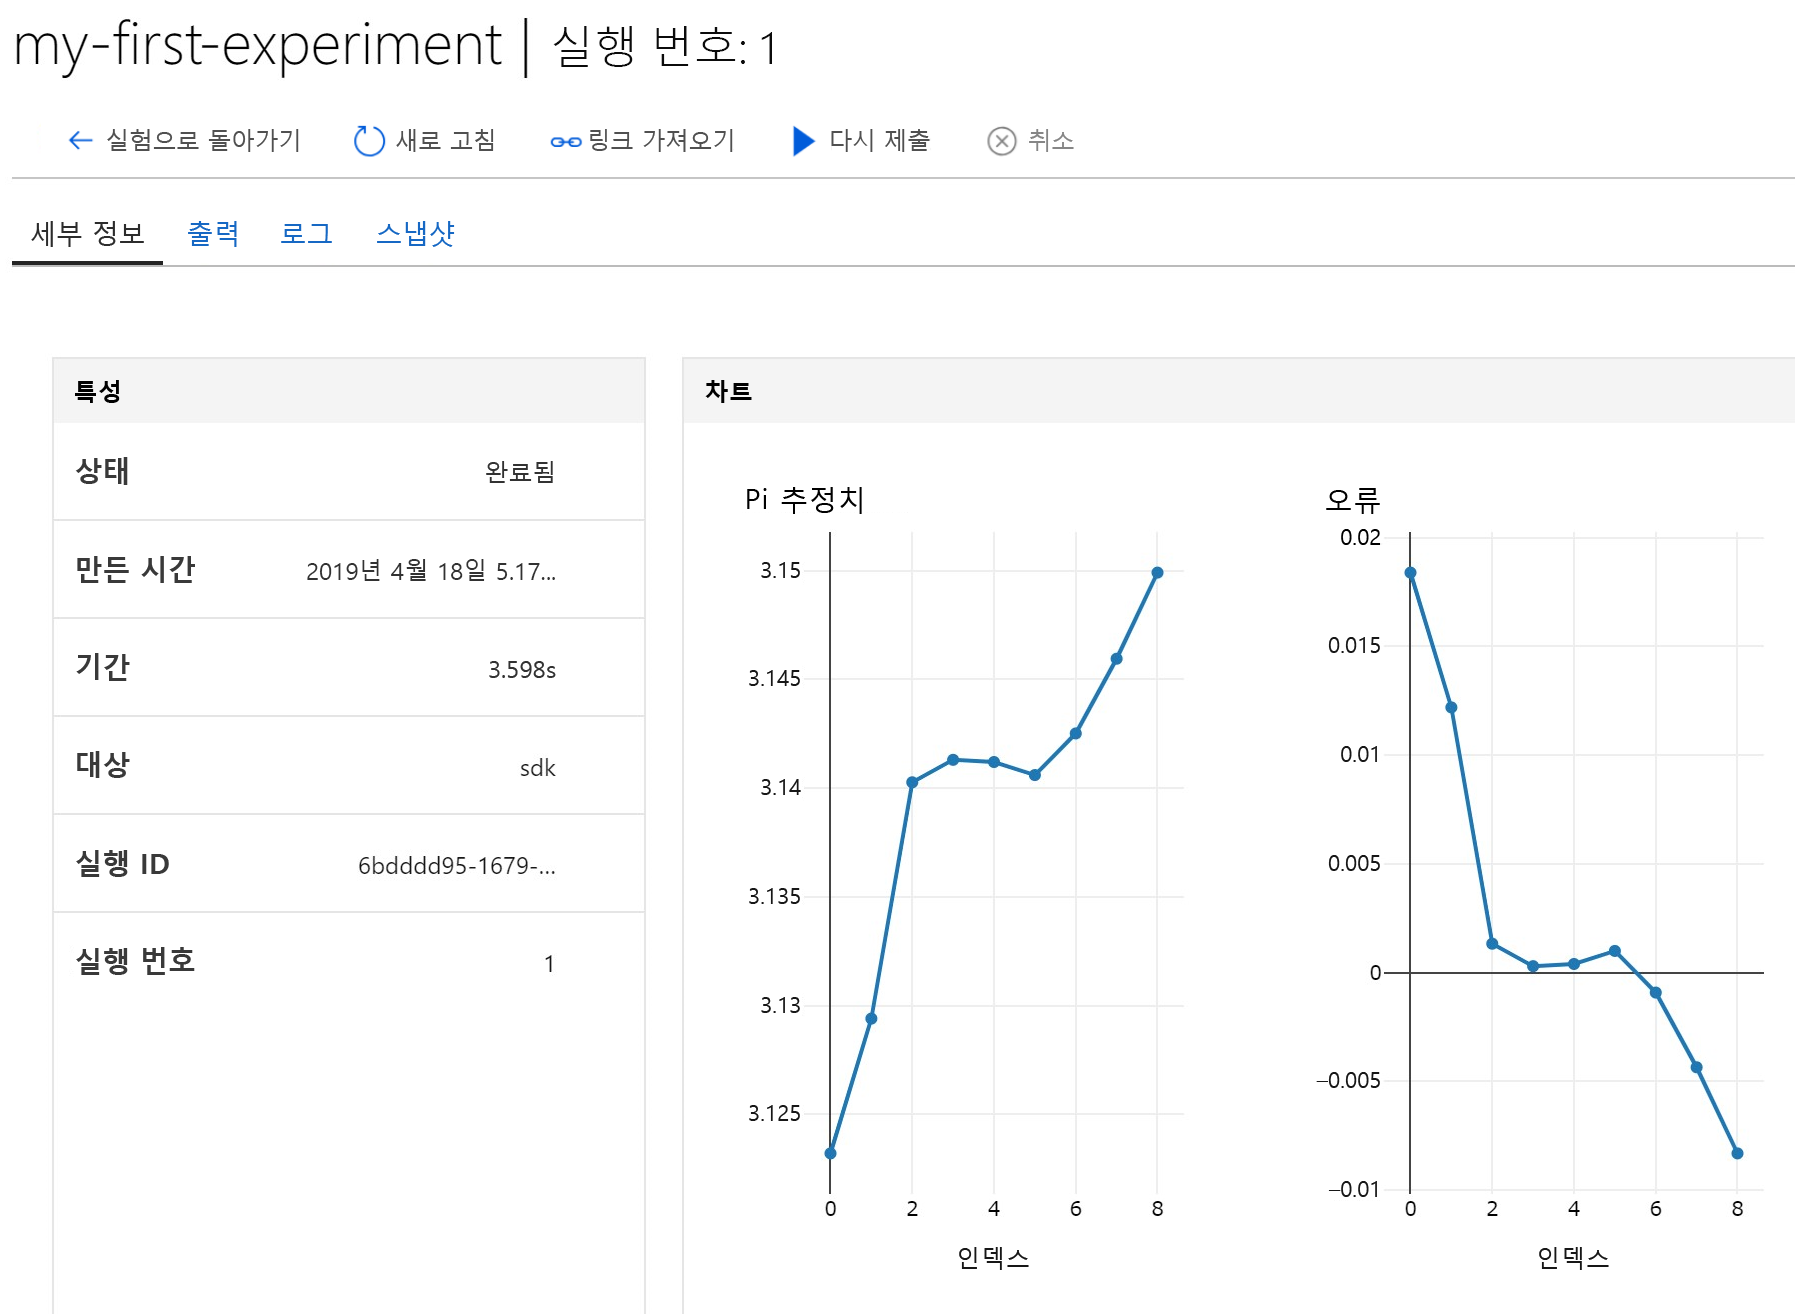 my-first-experiment | 실행 번호: 1
실험으로 돌아가기 새로 고침 링크 가져오기 다시 제출 취소
세부 정보 출력 로그 스냅샷
특성
상태 완료됨
만든 시간 2019년 4월 18일 5.17...
기간 3.598s
대상 sdk
실행 ID 6bdddd95-1679-...
실행 번호 1
차트
Pi 추정치
3.15
3.145
3.14
3.135
3.13
3.125
0 2 4 6 8
인덱스
오류
0.02
0.015
0.01
0.005
0
−0.005
−0.01
0 2 4 6 8
인덱스